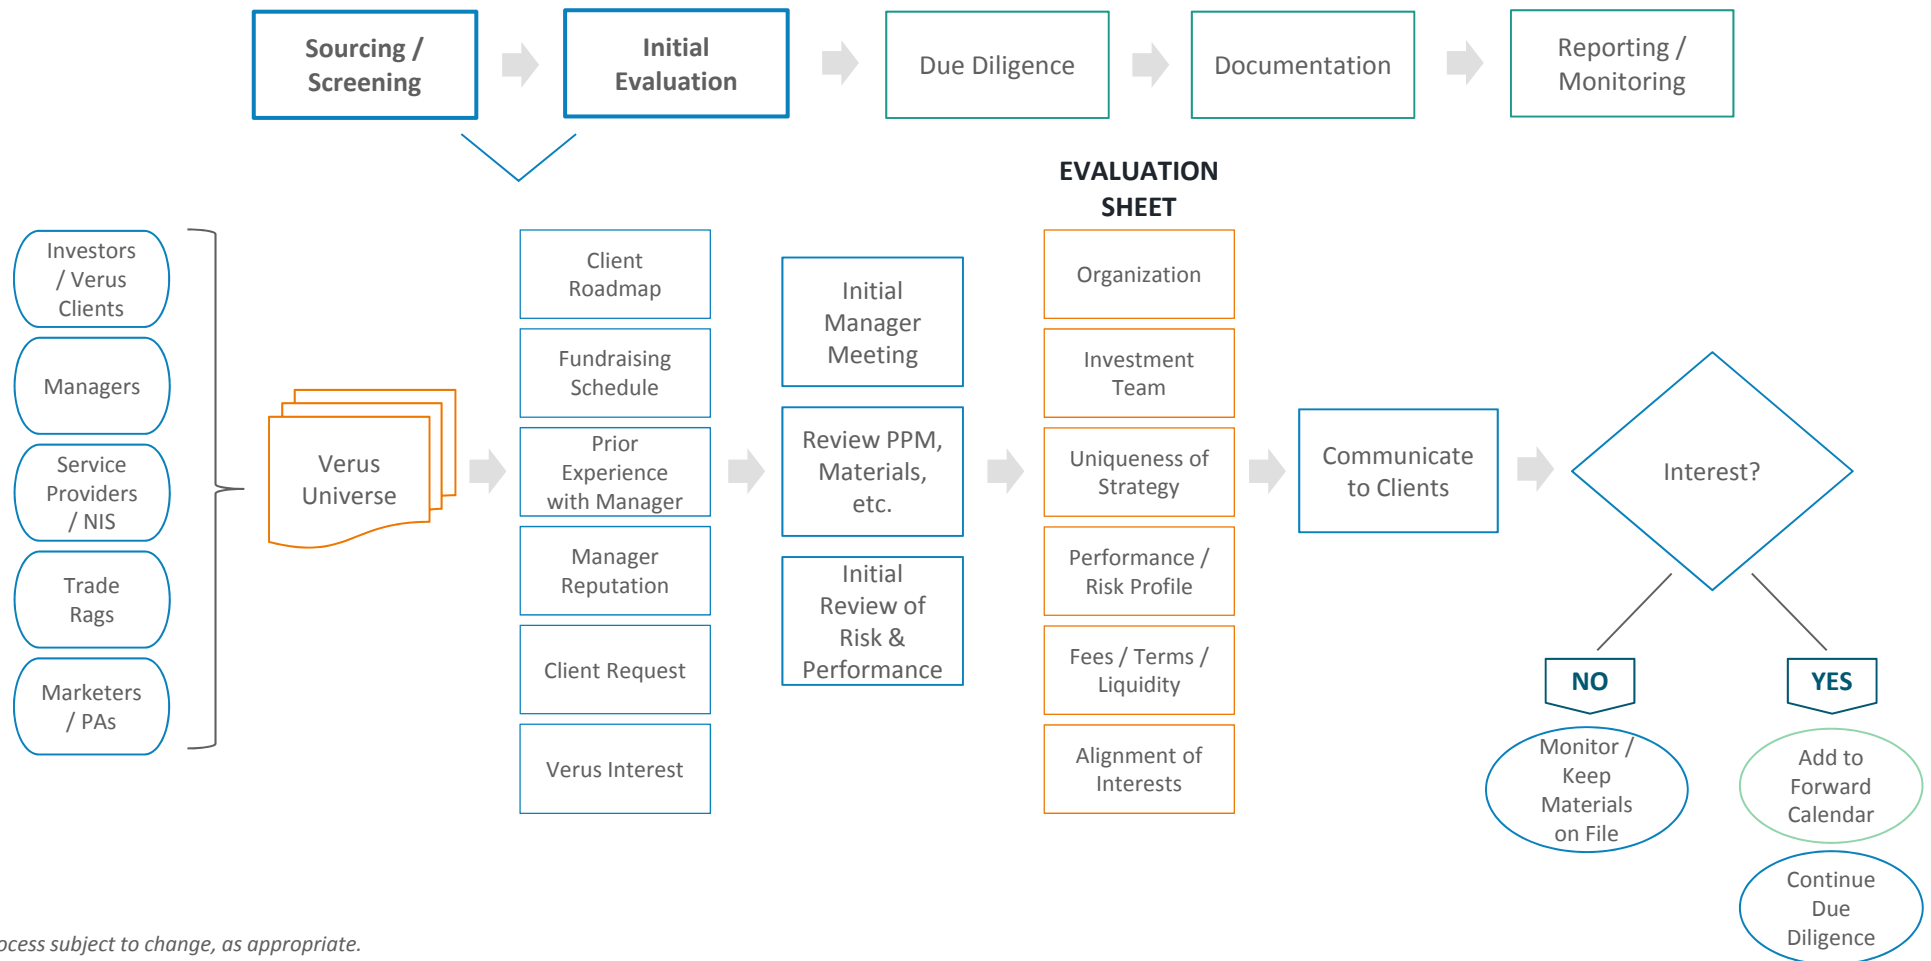 Sourcing /
Screening
Initial
Evaluation
Due Diligence
Documentation
Reporting /
Monitoring
EVALUATION
SHEET
Investors
/ Verus
Clients
Managers
Service
Providers
/ NIS
Trade
Rags
Marketers
/ PAs
Verus
Universe
Client
Roadmap
Fundraising
Schedule
Prior
Experience
with Manager
Manager
Reputation
Client Request
Verus Interest
Initial
Manager
Meeting
Review PPM,
Materials,
etc.
Initial
Review of
Risk &
Performance
Organization
Investment
Team
Uniqueness of
Strategy
Performance /
Risk Profile
Fees / Terms /
Liquidity
Alignment of
Interests
Communicate
to Clients
Interest?
NO
YES
Monitor /
Keep
Materials
on File
Add to
Forward
Calendar
Continue
Due
Diligence
ocess subject to change, as appropriate.